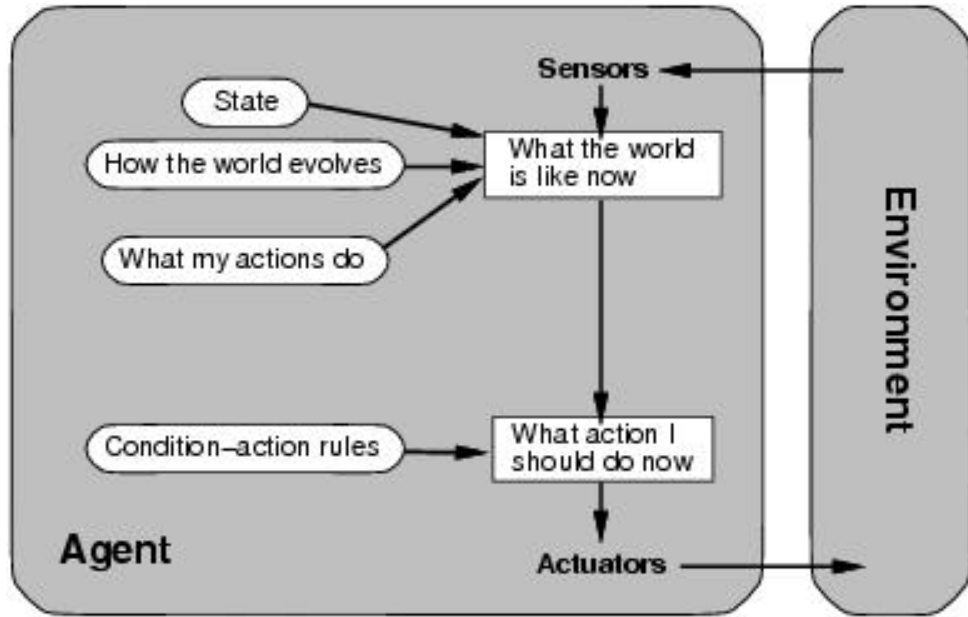 Sensors
State
What the world
is like now
How the world evolves
What my actions do
Environment
Condition–action rules
What action I
should do now
Agent
Actuators